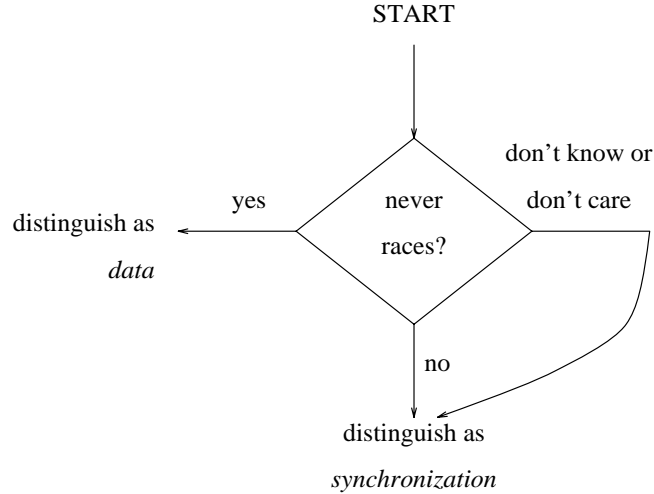 START
don't know or
don't care
yes
never
races?
distinguish as
data
no
distinguish as
synchronization